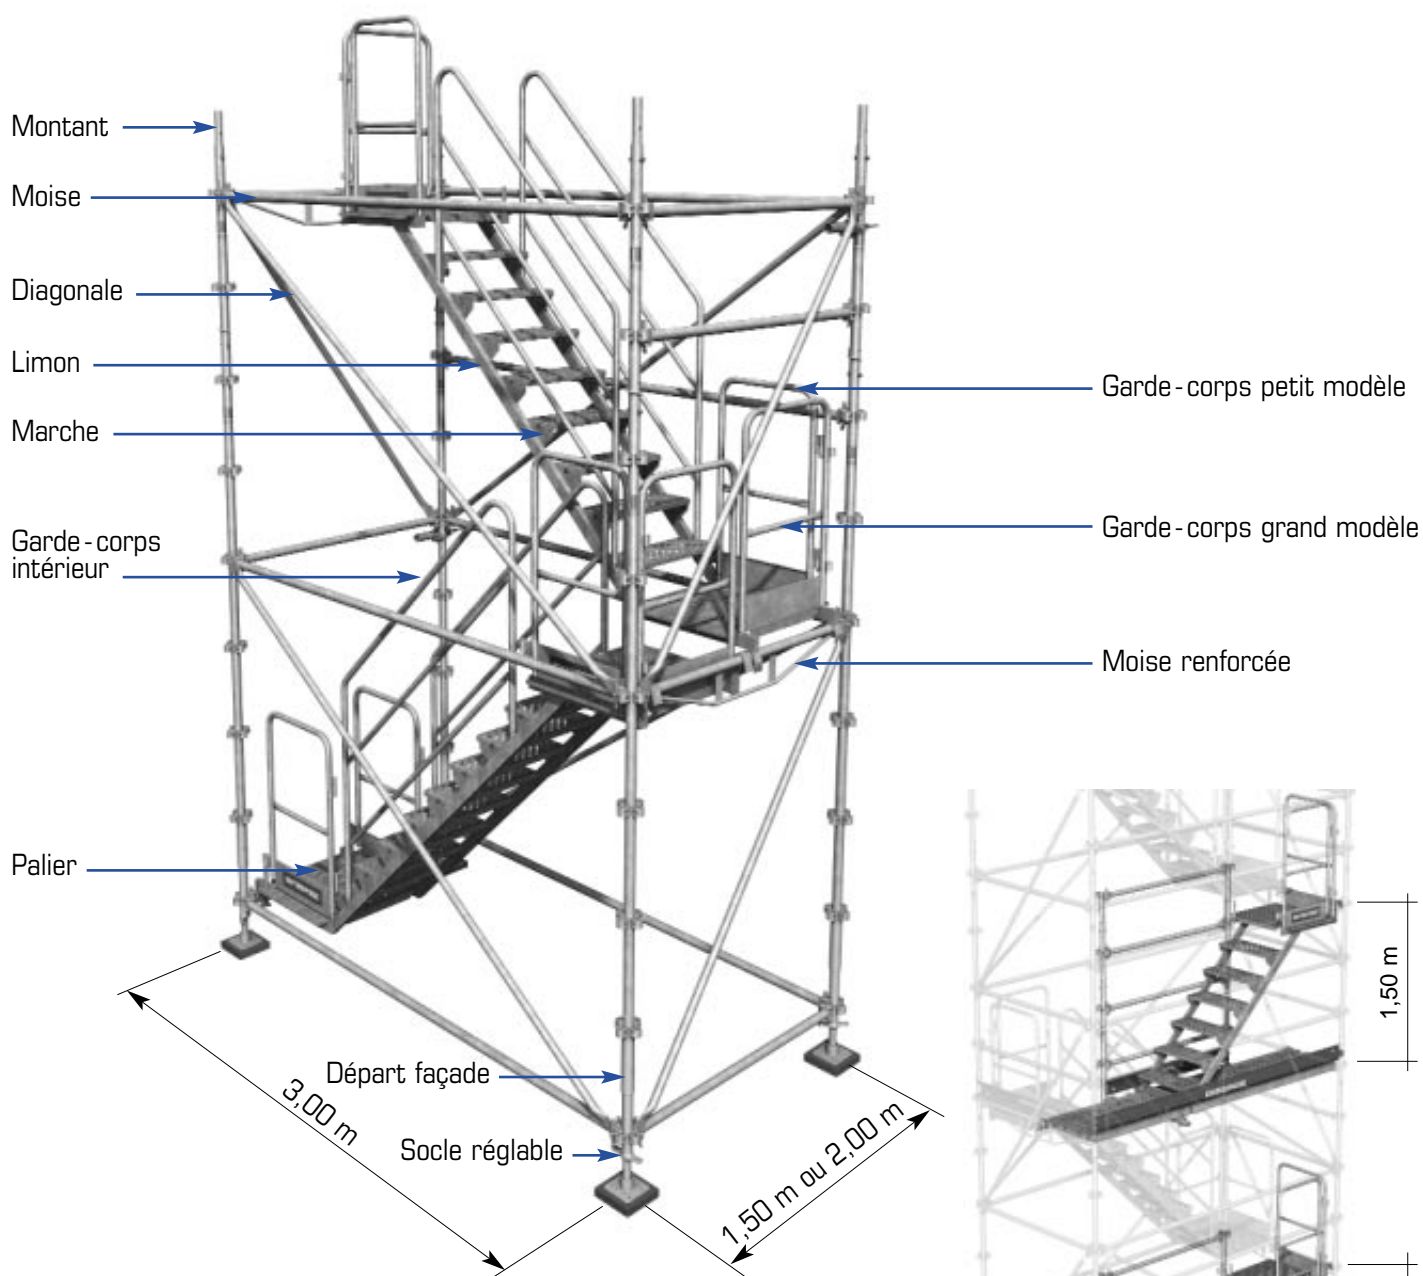 Montant
Moise
Diagonale
Limon
Marche
Garde-corps
intérieur
Palier
Garde-corps petit modèle
Garde-corps grand modèle
Moise renforcée
Départ façade
Socle réglable
3,00 m
1,50 m ou 2,00 m
1,50 m